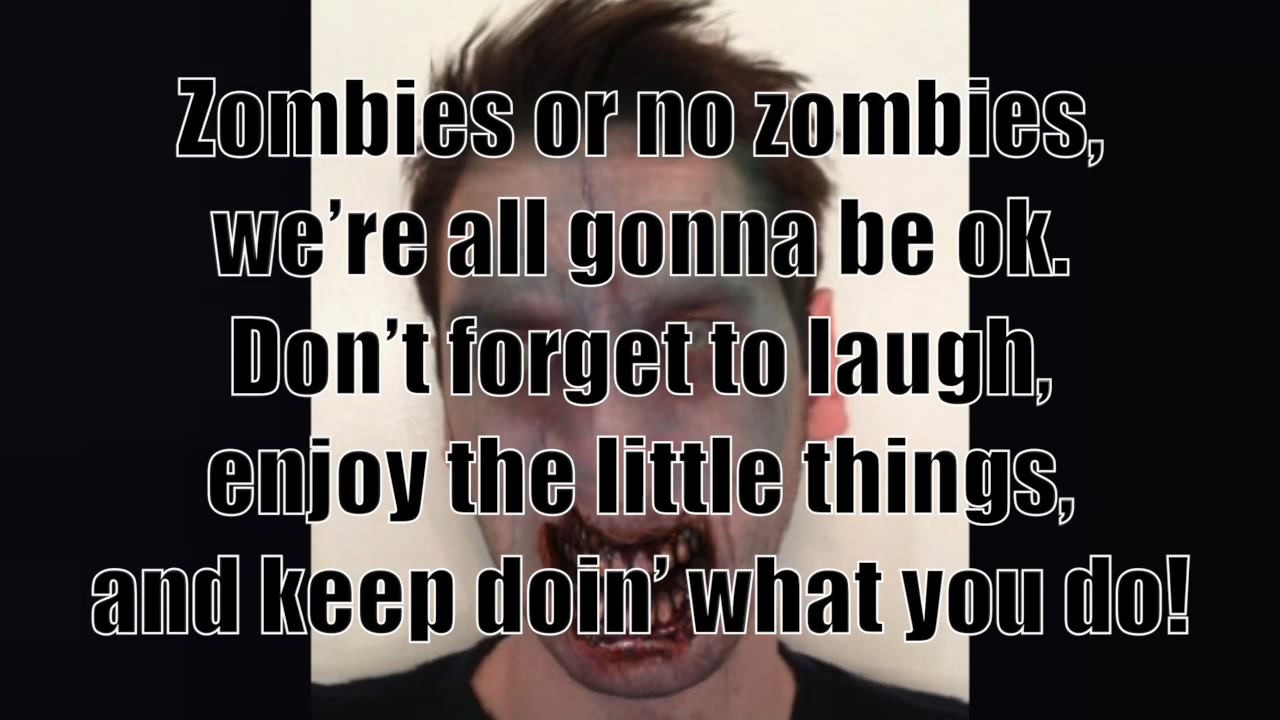 Zombies or no zombies,
we’re all gonna be ok.
Don’t forget to laugh,
enjoy the little things,
and keep doin’ what you do!